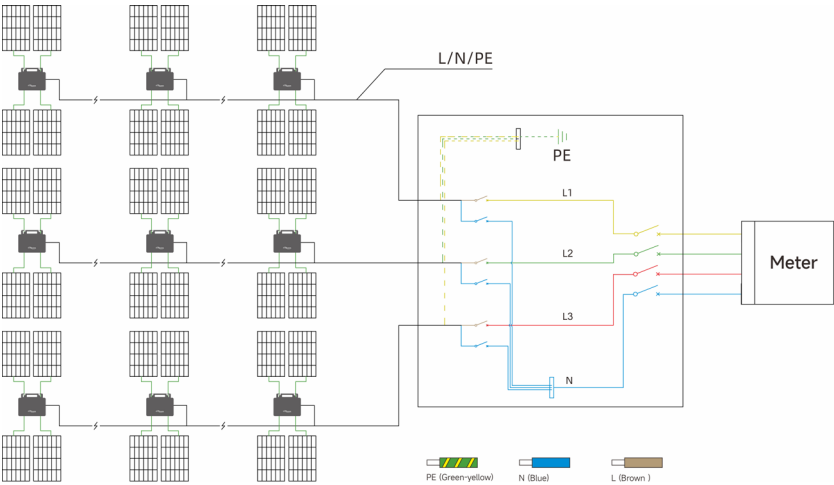 L/N/PE
PE
L1
L2
Meter
L3
N
PE (Green-yellow)
N (Blue)
L (Brown )